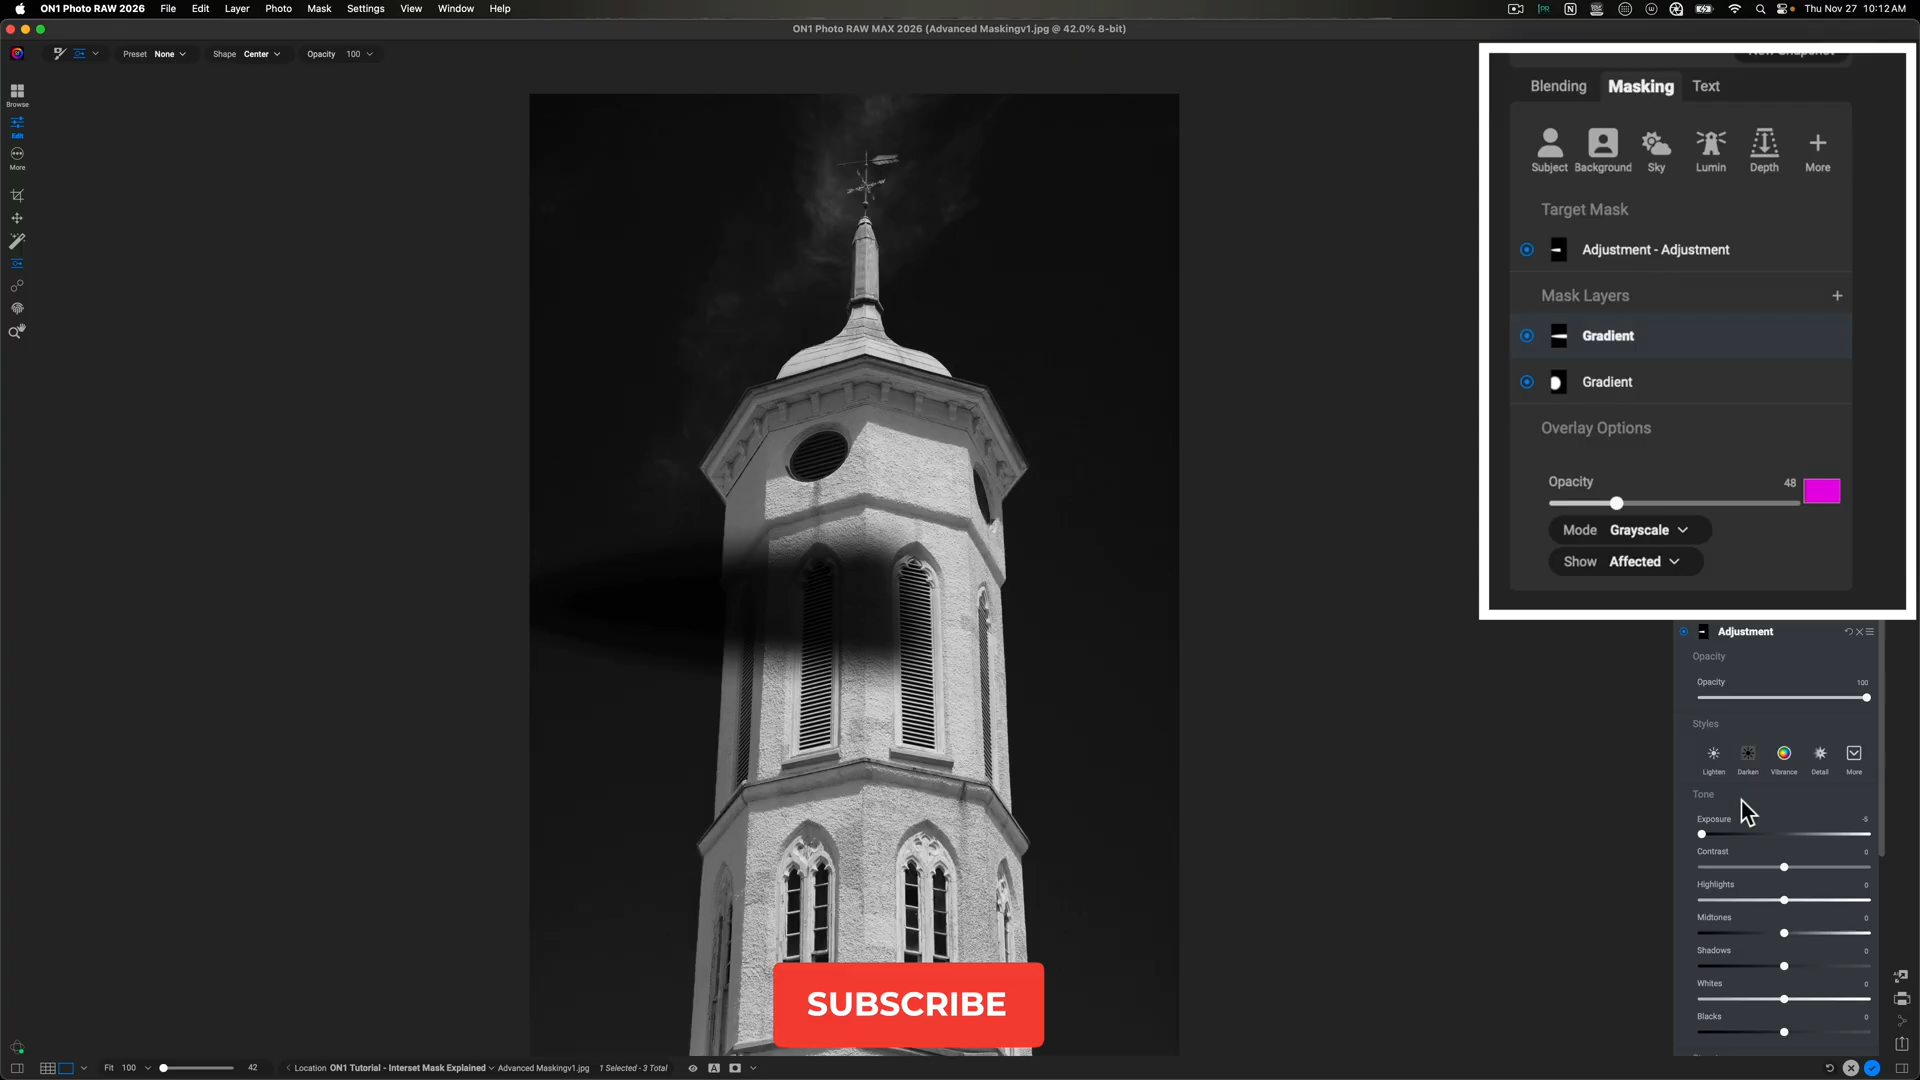 ON1 Photo RAW 2026 File Edit Layer Photo Mask Settings View Window Help Thu Nov 27 10:12 AM
ON1 Photo RAW MAX 2026 (Advanced Maskingv1.jpg @ 42.0% 8-bit)
Preset None Shape Center Opacity 100
Browse
Edit
More
New Snapshot
Blending Masking Text
Subject Background Sky Lumin Depth More
Target Mask
Adjustment - Adjustment
Mask Layers
Gradient
Gradient
Overlay Options
Opacity 48
Mode Grayscale
Show Affected
Adjustment
Opacity
Opacity 100
Styles
Lighten Darken Vibrance Detail More
Tone
Exposure -5
Contrast 0
Highlights 0
Midtones 0
Shadows 0
Whites 0
Blacks 0
SUBSCRIBE
Fit 100 42 Location ON1 Tutorial - Interset Mask Explained Advanced Maskingv1.jpg 1 Selected - 3 Total